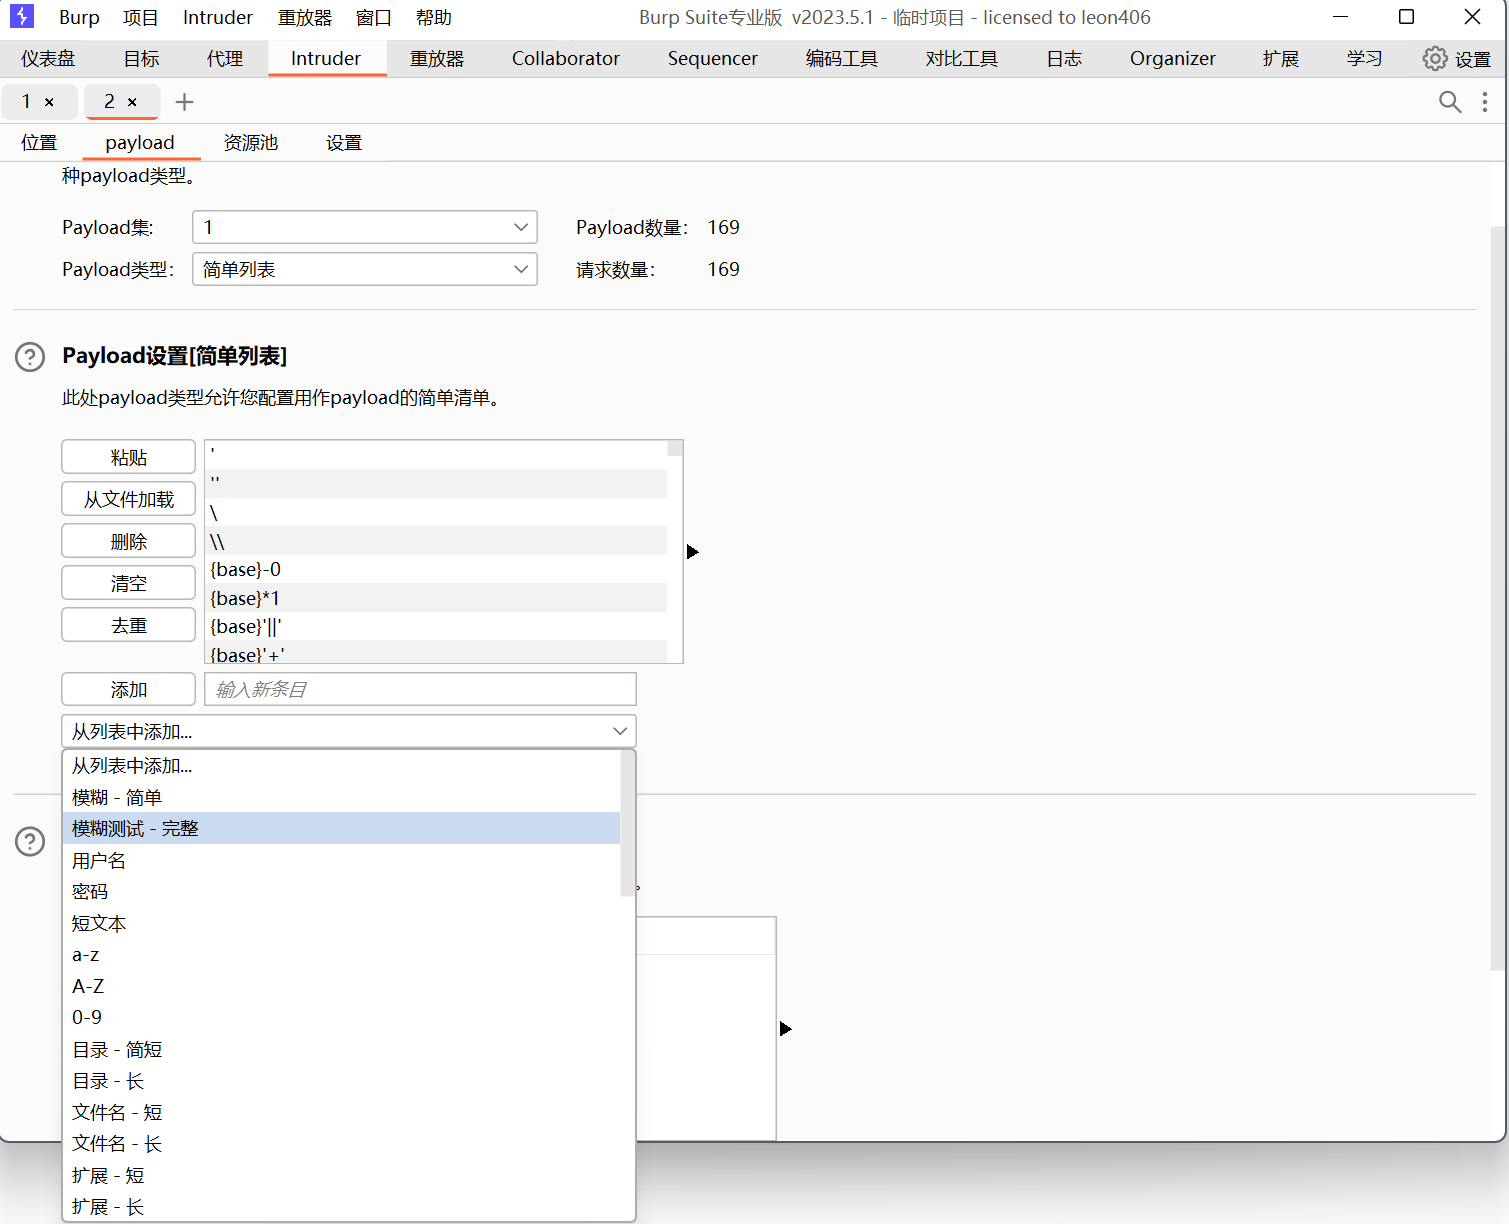 Burp 项目 Intruder 重放器 窗口 帮助 Burp Suite专业版 v2023.5.1 - 临时项目 - licensed to leon406
仪表盘 目标 代理 Intruder 重放器 Collaborator Sequencer 编码工具 对比工具 日志 Organizer 扩展 学习 设置
1 × 2 ×
位置 payload 资源池 设置
种payload类型。
Payload集: 1 Payload数量: 169
Payload类型: 简单列表 请求数量: 169
Payload设置[简单列表]
此处payload类型允许您配置用作payload的简单清单。
粘贴
从文件加载
删除
清空
去重
'
''
\
\\
{base}-0
{base}*1
{base}'||'
{base}'+'
添加 输入新条目
从列表中添加...
从列表中添加...
模糊 - 简单
模糊测试 - 完整
用户名
密码
短文本
a-z
A-Z
0-9
目录 - 简短
目录 - 长
文件名 - 短
文件名 - 长
扩展 - 短
扩展 - 长